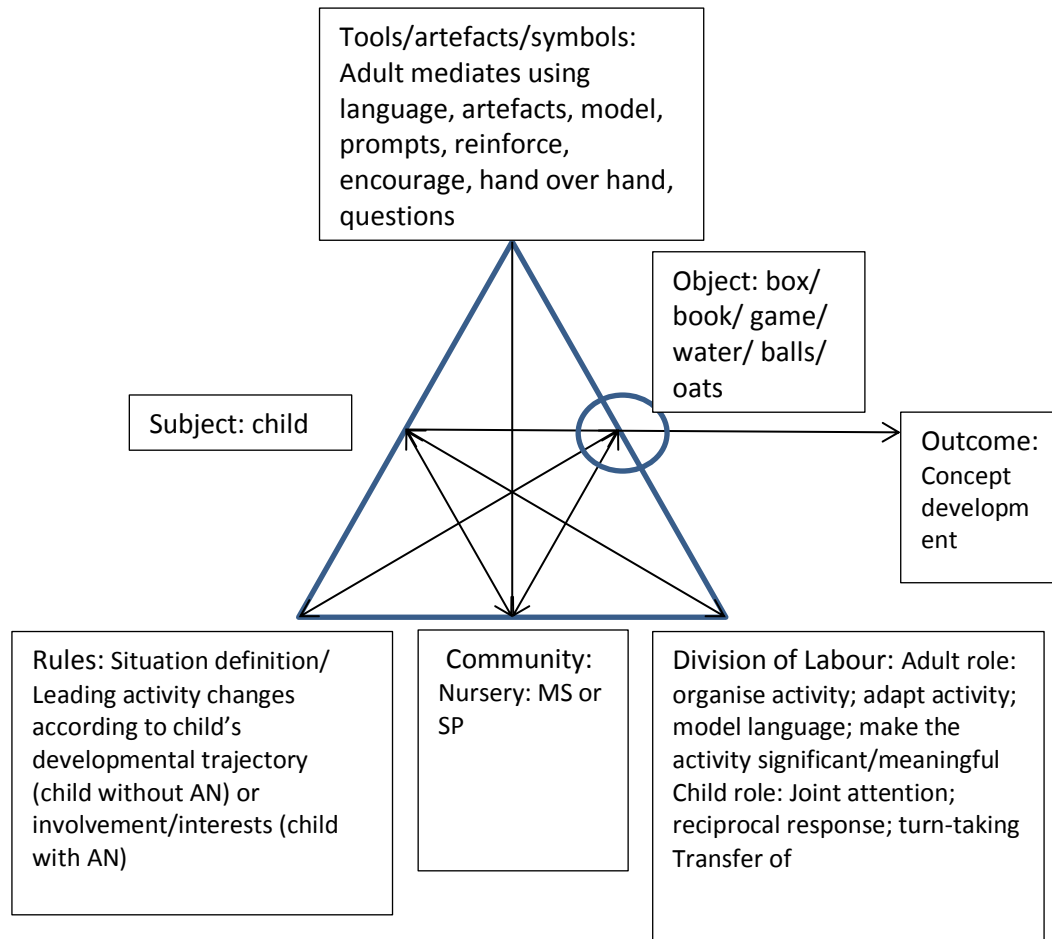 Tools/artefacts/symbols:
Adult mediates using
language, artefacts, model,
prompts, reinforce,
encourage, hand over hand,
questions
Object: box/
book/ game/
water/ balls/
oats
Subject: child
Outcome:
Concept
developm
ent
Rules: Situation definition/
Leading activity changes
according to child’s
developmental trajectory
(child without AN) or
involvement/interests (child
with AN)
Community:
Nursery: MS or
SP
Division of Labour: Adult role:
organise activity; adapt activity;
model language; make the
activity significant/meaningful
Child role: Joint attention;
reciprocal response; turn-taking
Transfer of